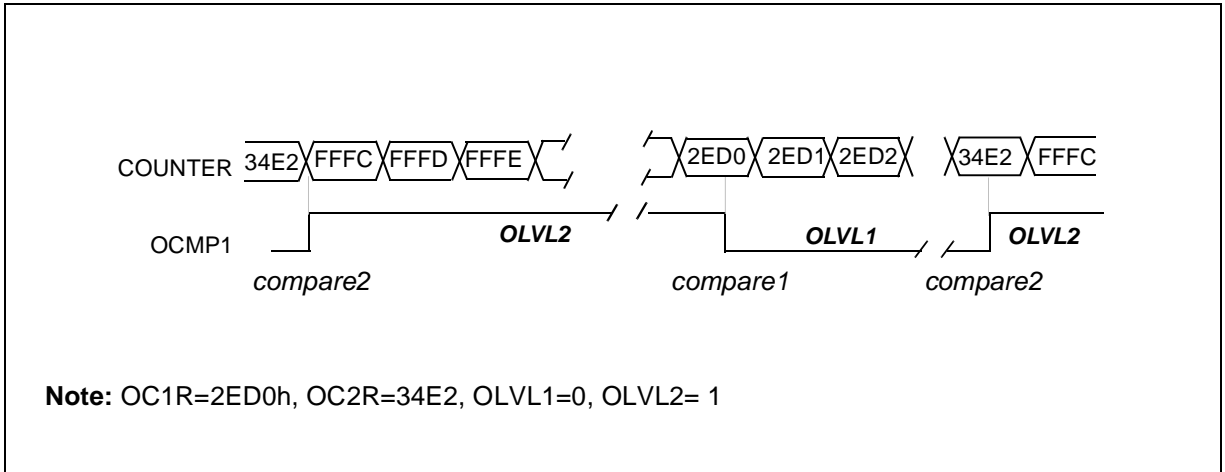 COUNTER 34E2 FFFC FFFD FFFE 2ED0 2ED1 2ED2 34E2 FFFC
OCMP1 OLVL2 OLVL1 OLVL2
compare2 compare1 compare2
Note: OC1R=2ED0h, OC2R=34E2, OLVL1=0, OLVL2= 1